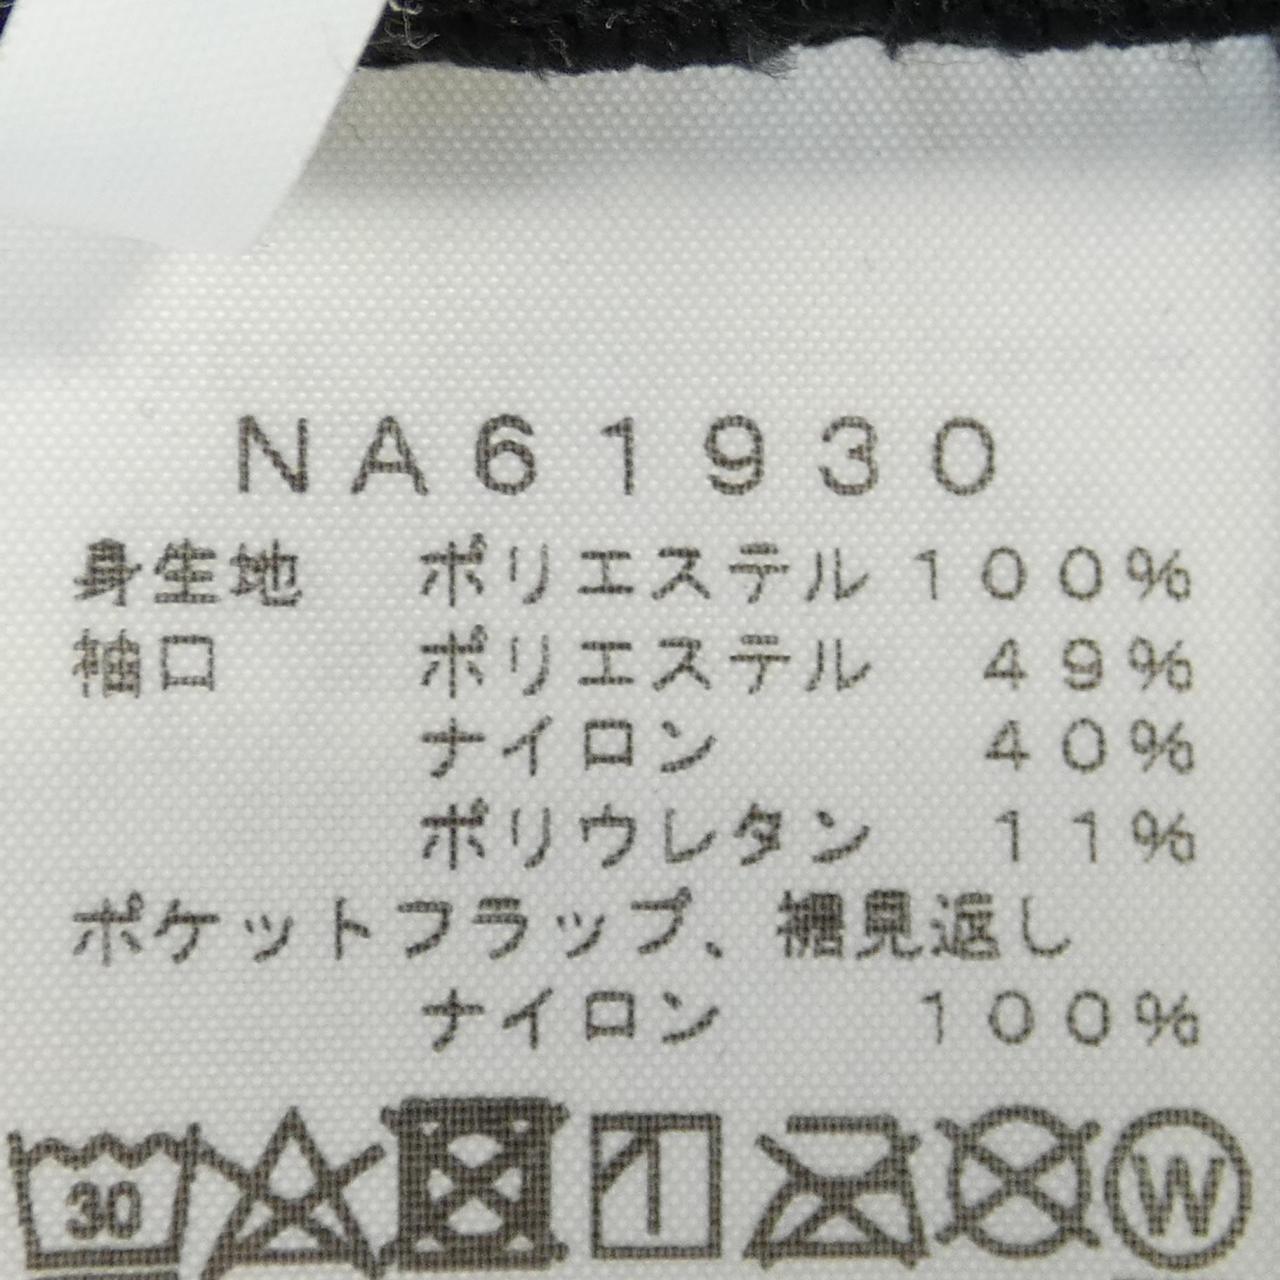 NA61930
身生地 ポリエステル 100%
袖口 ポリエステル 49%
ナイロン 40%
ポリウレタン 11%
ポケットフラップ、裾見返し
ナイロン 100%
30 W